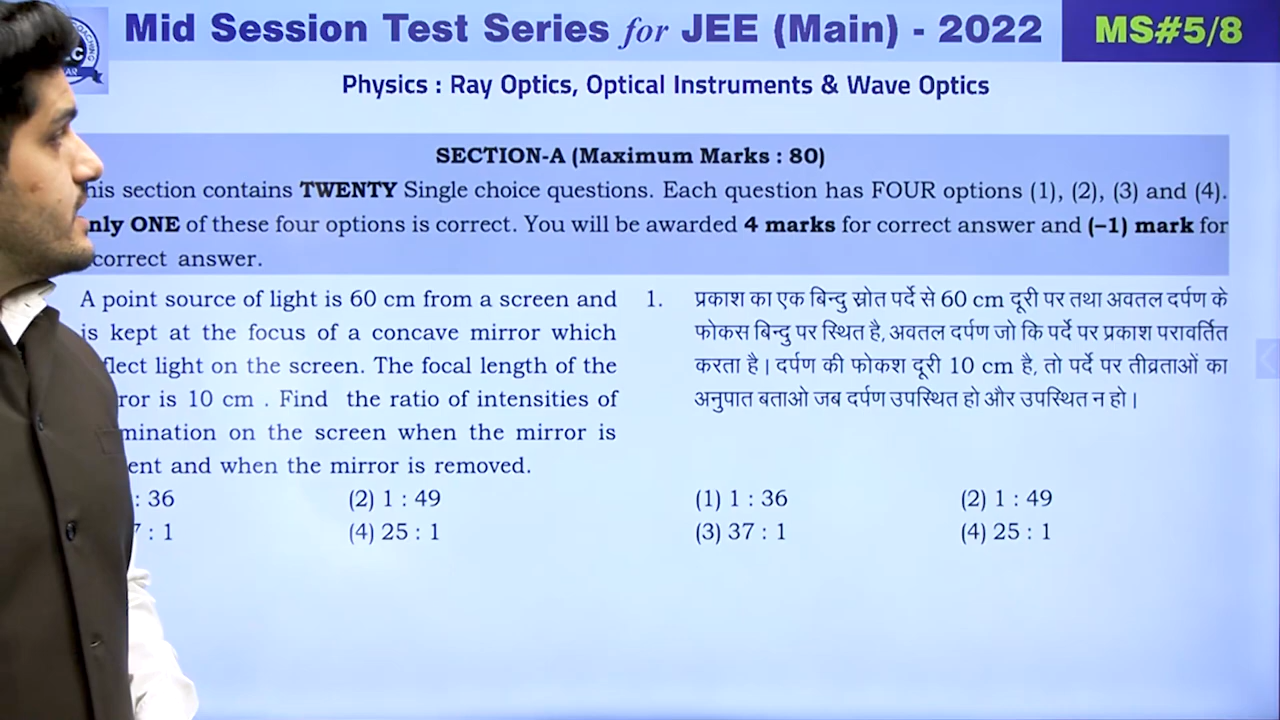 Mid Session Test Series for JEE (Main) - 2022
MS#5/8
Physics : Ray Optics, Optical Instruments & Wave Optics
SECTION-A (Maximum Marks : 80)
his section contains TWENTY Single choice questions. Each question has FOUR options (1), (2), (3) and (4).
nly ONE of these four options is correct. You will be awarded 4 marks for correct answer and (–1) mark for
correct answer.
A point source of light is 60 cm from a screen and
is kept at the focus of a concave mirror which
flect light on the screen. The focal length of the
ror is 10 cm . Find the ratio of intensities of
mination on the screen when the mirror is
ent and when the mirror is removed.
: 36
(2) 1 : 49
: 1
(4) 25 : 1
1. प्रकाश का एक बिन्दु स्रोत पर्दे से 60 cm दूरी पर तथा अवतल दर्पण के
फोकस बिन्दु पर स्थित है, अवतल दर्पण जो कि पर्दे पर प्रकाश परावर्तित
करता है। दर्पण की फोकश दूरी 10 cm है, तो पर्दे पर तीव्रताओं का
अनुपात बताओ जब दर्पण उपस्थित हो और उपस्थित न हो।
(1) 1 : 36
(2) 1 : 49
(3) 37 : 1
(4) 25 : 1